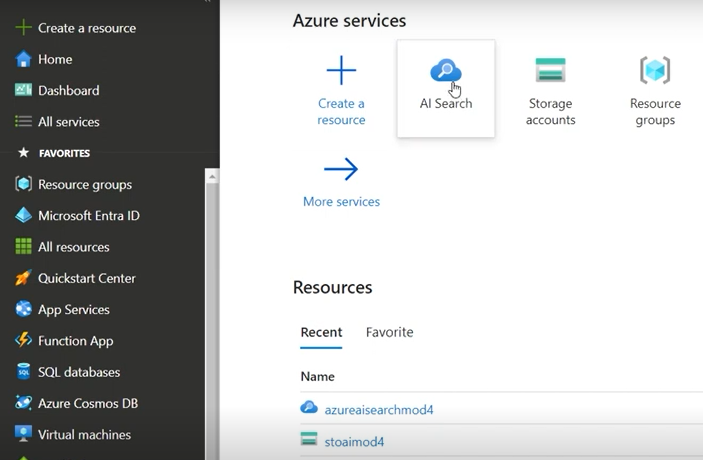 Create a resource
Home
Dashboard
All services
FAVORITES
Resource groups
Microsoft Entra ID
All resources
Quickstart Center
App Services
Function App
SQL databases
Azure Cosmos DB
Virtual machines
Azure services
Create a
resource
AI Search
Storage
accounts
Resource
groups
More services
Resources
Recent
Favorite
Name
azureaisearchmod4
stoaimod4